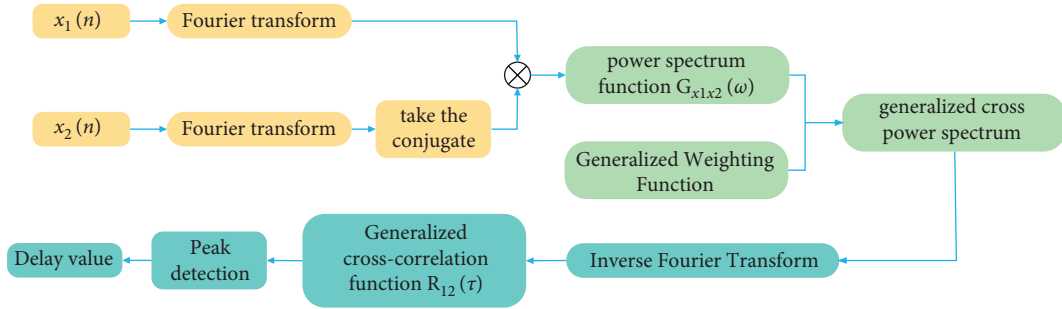 x₁(n)
Fourier transform
x₂(n)
Fourier transform
take the
conjugate
power spectrum
function Gₓ₁ₓ₂(ω)
Generalized Weighting
Function
generalized cross
power spectrum
Inverse Fourier Transform
Generalized
cross-correlation
function R₁₂(τ)
Peak
detection
Delay value